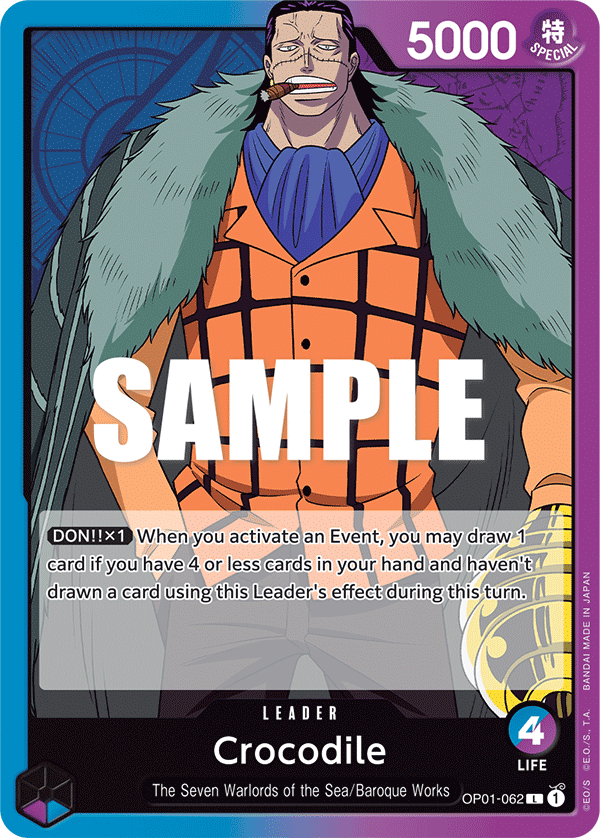 5000
特
SPECIAL
SAMPLE
DON!!×1 When you activate an Event, you may draw 1
card if you have 4 or less cards in your hand and haven't
drawn a card using this Leader's effect during this turn.
LEADER
Crocodile
The Seven Warlords of the Sea/Baroque Works
4
LIFE
OP01-062 L 1
©EO/S ©E.O./S., T.A. BANDAI MADE IN JAPAN